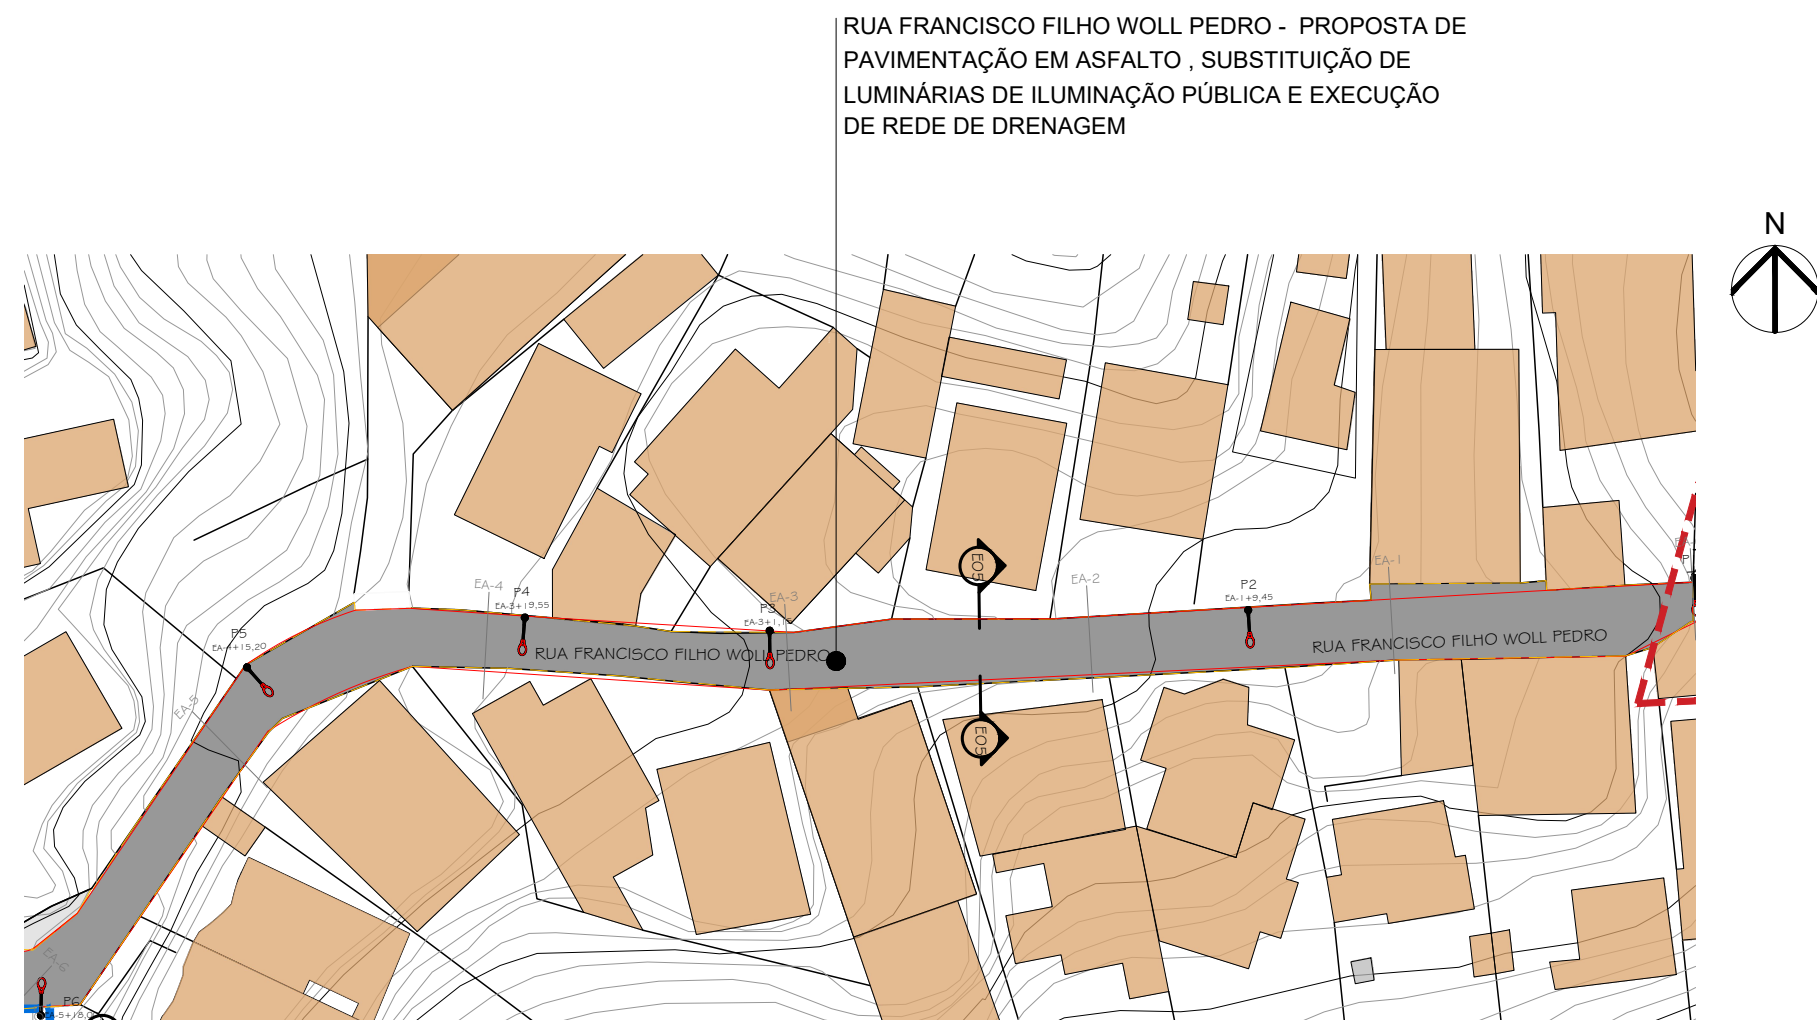 RUA FRANCISCO FILHO WOLL PEDRO - PROPOSTA DE
PAVIMENTAÇÃO EM ASFALTO , SUBSTITUIÇÃO DE
LUMINÁRIAS DE ILUMINAÇÃO PÚBLICA E EXECUÇÃO
DE REDE DE DRENAGEM
N
EA-1
EA-2
P2
EA-1+9,45
EA-3
P3
EA-4
P4
EA-3+19,55
E05
RUA FRANCISCO FILHO WOLL PEDRO
RUA FRANCISCO FILHO WOLL PEDRO
P5
EA-4+15,20
EA-5
E05
EA-6
P6